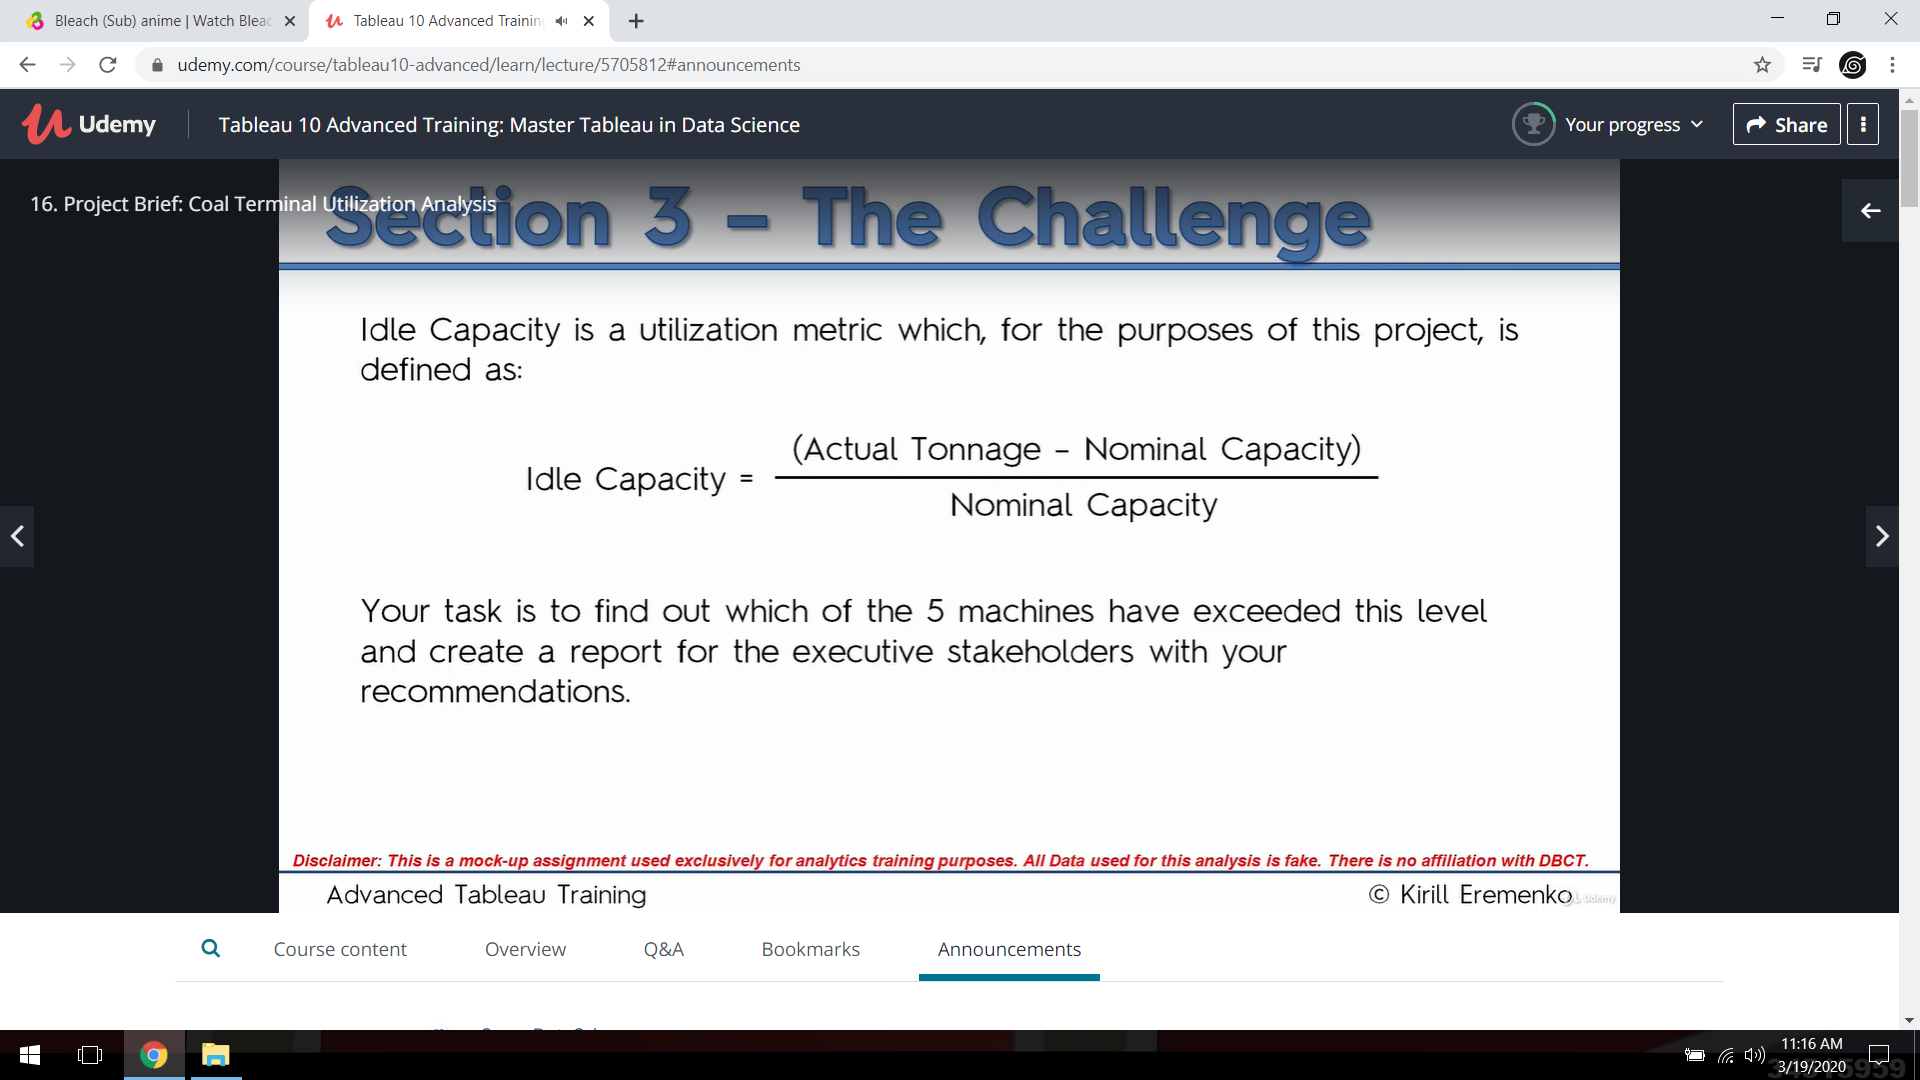 Bleach (Sub) anime | Watch Bleac
Tableau 10 Advanced Trainin
udemy.com/course/tableau10-advanced/learn/lecture/5705812#announcements
Udemy
Tableau 10 Advanced Training: Master Tableau in Data Science
Your progress
Share
16. Project Brief: Coal Terminal Utilization Analysis
Section 3 – The Challenge
Idle Capacity is a utilization metric which, for the purposes of this project, is
defined as:
(Actual Tonnage – Nominal Capacity)
Idle Capacity =
Nominal Capacity
Your task is to find out which of the 5 machines have exceeded this level
and create a report for the executive stakeholders with your
recommendations.
Disclaimer: This is a mock-up assignment used exclusively for analytics training purposes. All Data used for this analysis is fake. There is no affiliation with DBCT.
Advanced Tableau Training
© Kirill Eremenko
Udemy
Course content
Overview
Q&A
Bookmarks
Announcements
11:16 AM
3/19/2020